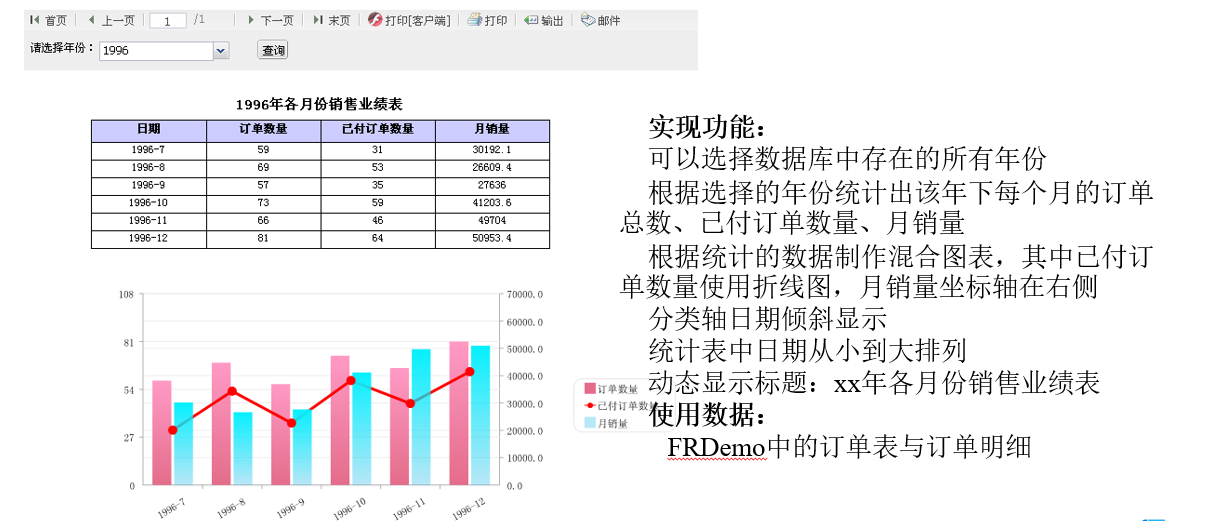 首页 上一页 1 /1 下一页 末页 打印[客户端] 打印 输出 邮件
请选择年份： 1996 查询
1996年各月份销售业绩表
日期 订单数量 已付订单数量 月销量
1996-7 59 31 30192.1
1996-8 69 53 26609.4
1996-9 57 35 27636
1996-10 73 59 41203.6
1996-11 66 46 49704
1996-12 81 64 50953.4
108
81
54
27
0
70000.0
60000.0
50000.0
40000.0
30000.0
20000.0
10000.0
0.0
1996-7 1996-8 1996-9 1996-10 1996-11 1996-12
订单数量
已付订单数量
月销量
实现功能：
可以选择数据库中存在的所有年份
根据选择的年份统计出该年下每个月的订单
总数、已付订单数量、月销量
根据统计的数据制作混合图表，其中已付订
单数量使用折线图，月销量坐标轴在右侧
分类轴日期倾斜显示
统计表中日期从小到大排列
动态显示标题：xx年各月份销售业绩表
使用数据：
FRDemo中的订单表与订单明细